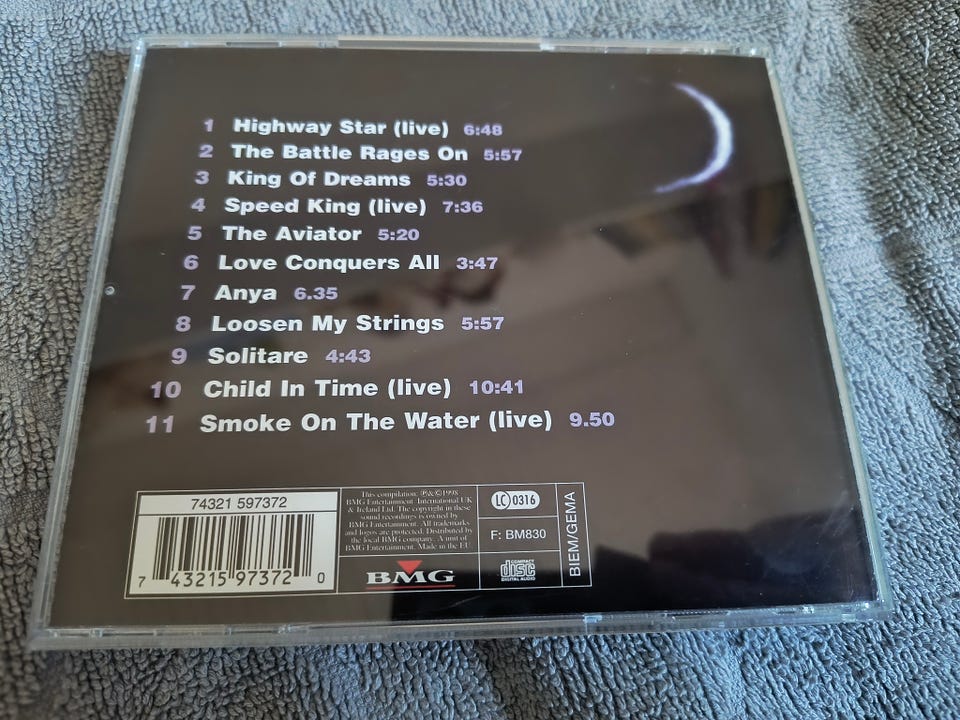 1 Highway Star (live) 6:48
2 The Battle Rages On 5:57
3 King Of Dreams 5:30
4 Speed King (live) 7:36
5 The Aviator 5:20
6 Love Conquers All 3:47
7 Anya 6.35
8 Loosen My Strings 5:57
9 Solitare 4:43
10 Child In Time (live) 10:41
11 Smoke On The Water (live) 9.50
74321 597372
7 43215 97372 0
This compilation: ℗&©1998
BMG Entertainment International UK
& Ireland Ltd. The copyright in these
sound recordings is owned by
BMG Entertainment. All trademarks
and logos are protected. Distributed by
the local BMG company. A unit of
BMG Entertainment. Made in the EU
BMG
LC 0316
F: BM830
COMPACT
disc
DIGITAL AUDIO
BIEM/GEMA